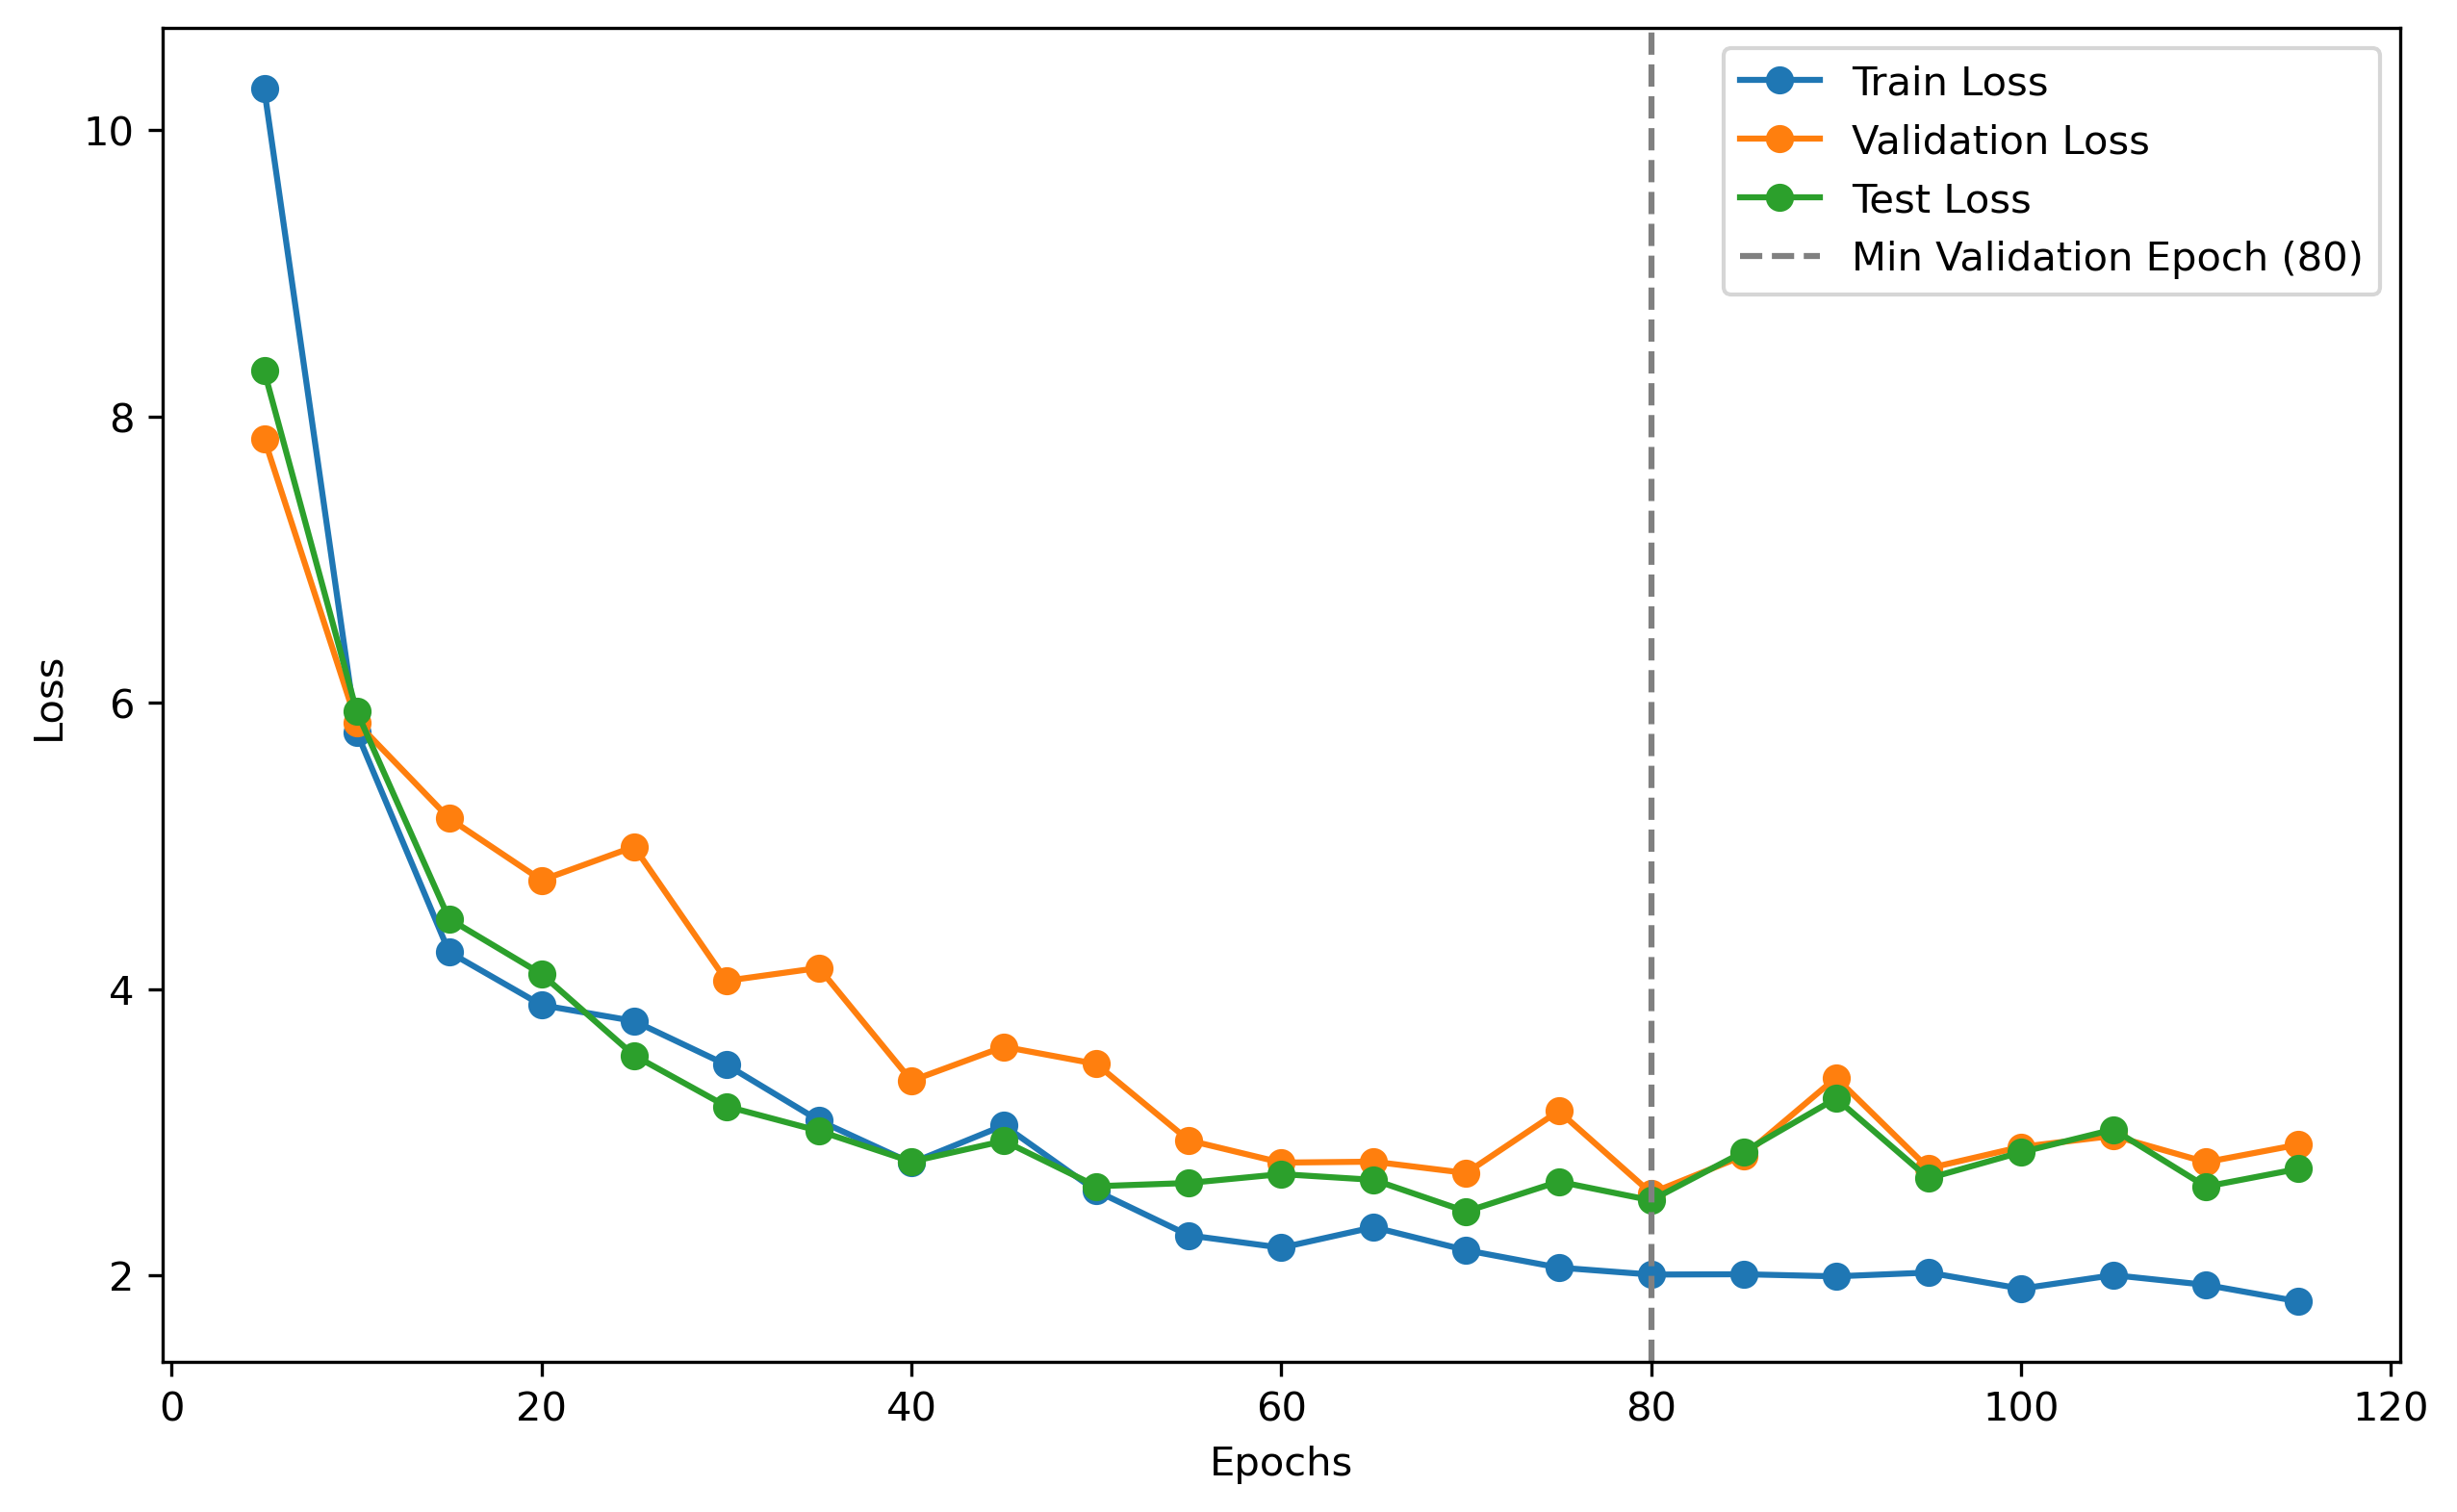 Train Loss
Validation Loss
Test Loss
Min Validation Epoch (80)
10
8
6
4
2
Loss
0 20 40 60 80 100 120
Epochs